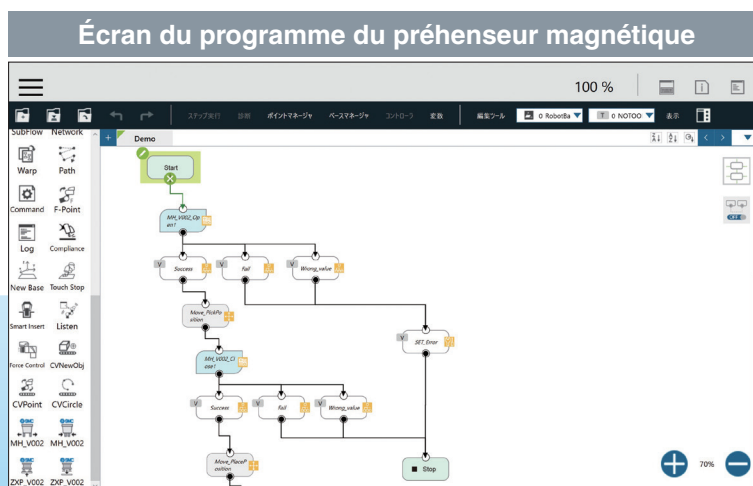 Écran du programme du préhenseur magnétique
100 %
ステップ実行 診断 ポイントマネージャ ベースマネージャ コントローラ 変数 編集ツール 0 RobotBa T 0 NOTOO 表示
SubFlow Network
+ Demo
Warp Path
Command F-Point
Log Compliance
New Base Touch Stop
Smart Insert Listen
Force Control CVNewObj
CVPoint CVCircle
MH_V002 MH_V002
ZXP_V002 ZXP_V002
Start
MH_V002_Op
en1
V Success V Fail V Wrong_value
Move_PickPo
sition
V SET_Error
MH_V002_Cl
ose1
V Success V Fail V Wrong_value
Move_PlaceP
osition
Stop
OFF
70%